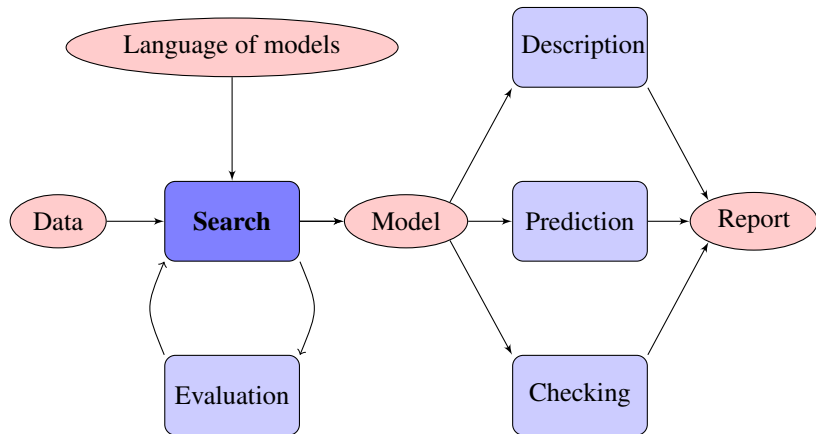 Language of models
Description
Data
Search
Model
Prediction
Report
Evaluation
Checking